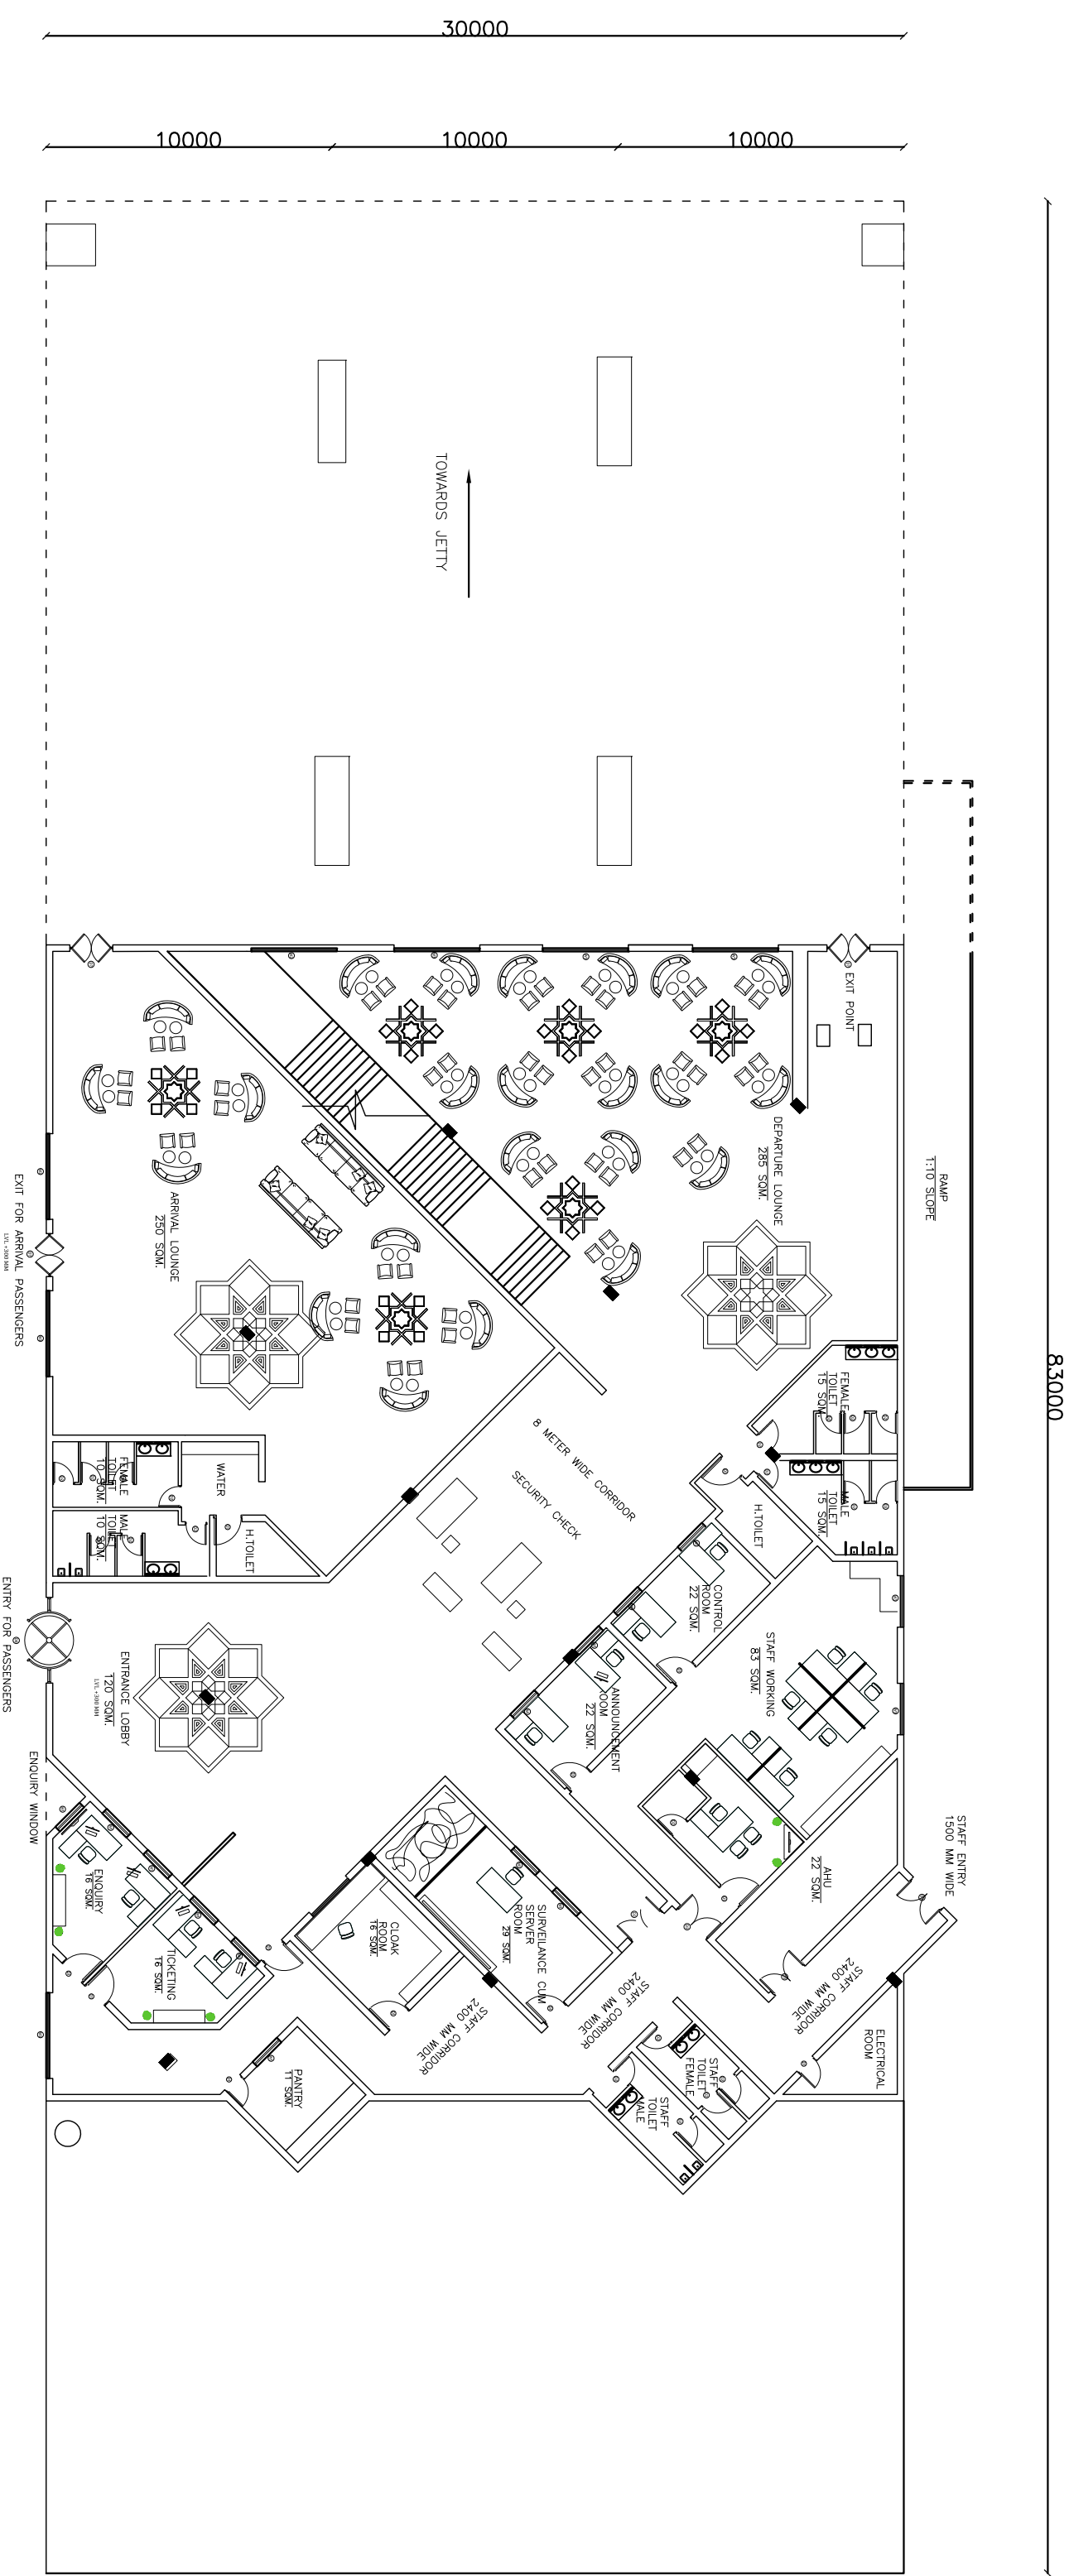 30000
10000
10000
10000
83000
TOWARDS JETTY
EXIT POINT
DEPARTURE LOUNGE
285 SQM.
RAMP
1:10 SLOPE
ARRIVAL LOUNGE
250 SQM.
EXIT FOR ARRIVAL PASSENGERS
LVL +300 MM
FEMALE
TOILET
15 SQM.
MALE
TOILET
15 SQM.
H.TOILET
8 METER WIDE CORRIDOR
SECURITY CHECK
WATER
FEMALE
TOILET
10 SQM.
MALE
TOILET
10 SQM.
H.TOILET
CONTROL
ROOM
22 SQM.
STAFF WORKING
83 SQM.
ANNOUNCEMENT
ROOM
22 SQM.
ENTRY FOR PASSENGERS
ENTRANCE LOBBY
120 SQM.
LVL +300 MM
ENQUIRY WINDOW
ENQUIRY
16 SQM.
TICKETING
16 SQM.
CLOAK
ROOM
16 SQM.
SURVEILANCE CUM
SERVER
ROOM
29 SQM.
AHU
22 SQM.
STAFF ENTRY
1500 MM WIDE
STAFF CORRIDOR
2400 MM WIDE
STAFF CORRIDOR
2400 MM WIDE
STAFF CORRIDOR
2400 MM WIDE
ELECTRICAL
ROOM
STAFF
TOILET
FEMALE
STAFF
TOILET
MALE
PANTRY
11 SQM.